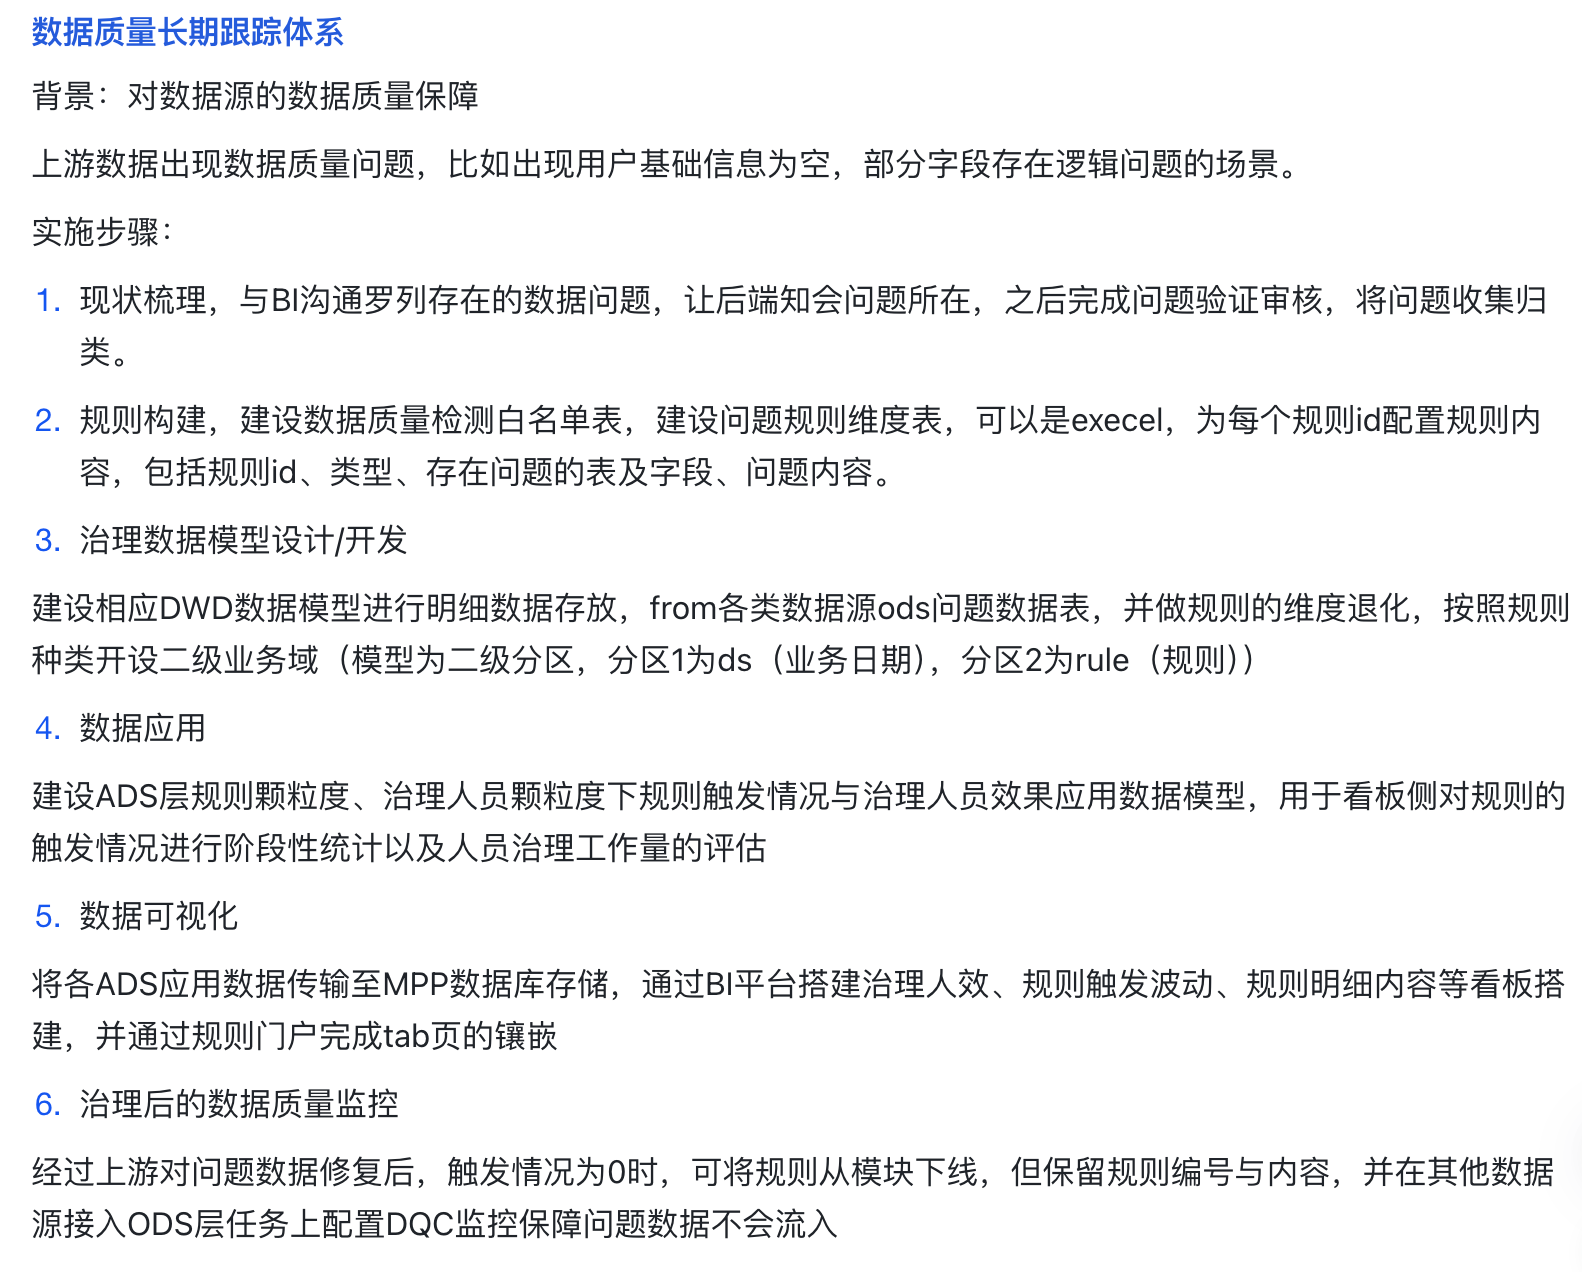 数据质量长期跟踪体系
背景：对数据源的数据质量保障
上游数据出现数据质量问题，比如出现用户基础信息为空，部分字段存在逻辑问题的场景。
实施步骤：
1. 现状梳理，与BI沟通罗列存在的数据问题，让后端知会问题所在，之后完成问题验证审核，将问题收集归
类。
2. 规则构建，建设数据质量检测白名单表，建设问题规则维度表，可以是execel，为每个规则id配置规则内
容，包括规则id、类型、存在问题的表及字段、问题内容。
3. 治理数据模型设计/开发
建设相应DWD数据模型进行明细数据存放，from各类数据源ods问题数据表，并做规则的维度退化，按照规则
种类开设二级业务域（模型为二级分区，分区1为ds（业务日期），分区2为rule（规则））
4. 数据应用
建设ADS层规则颗粒度、治理人员颗粒度下规则触发情况与治理人员效果应用数据模型，用于看板侧对规则的
触发情况进行阶段性统计以及人员治理工作量的评估
5. 数据可视化
将各ADS应用数据传输至MPP数据库存储，通过BI平台搭建治理人效、规则触发波动、规则明细内容等看板搭
建，并通过规则门户完成tab页的镶嵌
6. 治理后的数据质量监控
经过上游对问题数据修复后，触发情况为0时，可将规则从模块下线，但保留规则编号与内容，并在其他数据
源接入ODS层任务上配置DQC监控保障问题数据不会流入